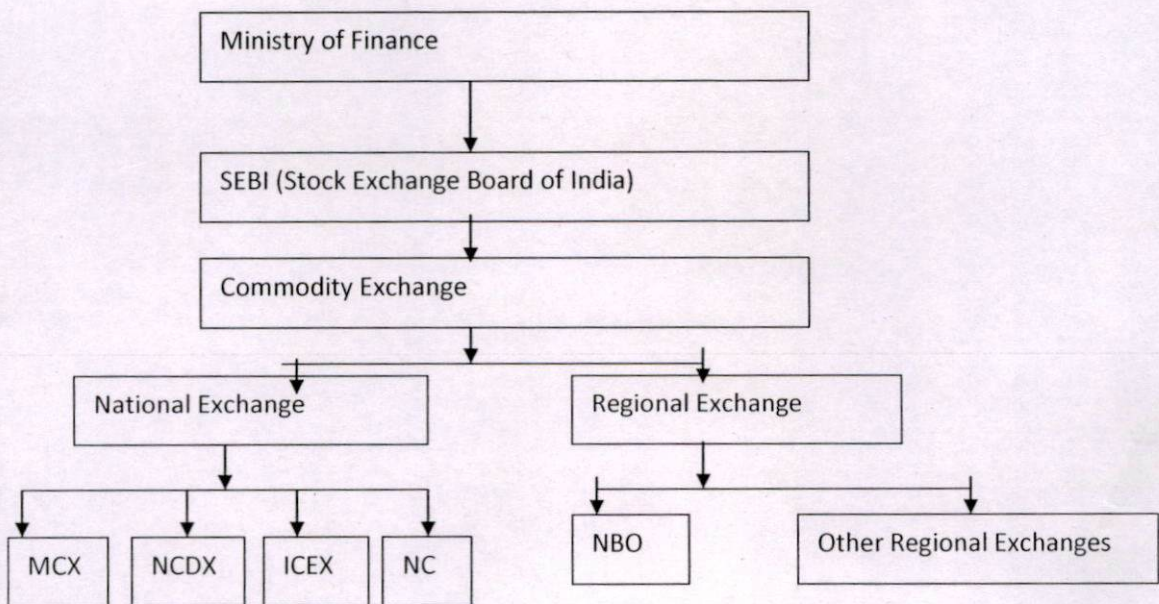 Ministry of Finance
SEBI (Stock Exchange Board of India)
Commodity Exchange
National Exchange
Regional Exchange
MCX
NCDX
ICEX
NC
NBO
Other Regional Exchanges